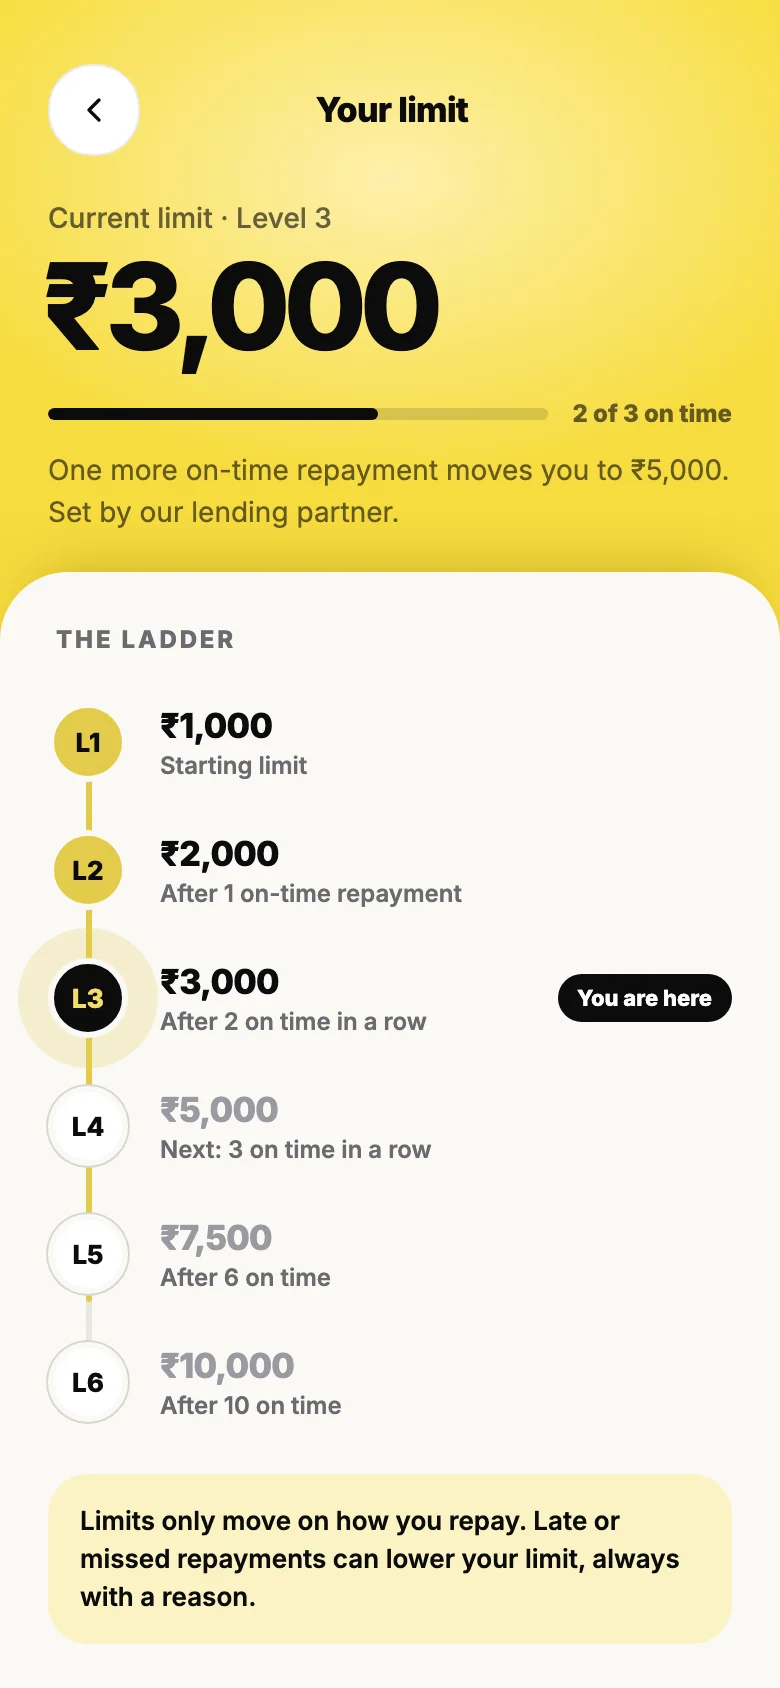 Your limit
Current limit · Level 3
₹3,000
2 of 3 on time
One more on-time repayment moves you to ₹5,000.
Set by our lending partner.
THE LADDER
L1
₹1,000
Starting limit
L2
₹2,000
After 1 on-time repayment
L3
₹3,000
After 2 on time in a row
You are here
L4
₹5,000
Next: 3 on time in a row
L5
₹7,500
After 6 on time
L6
₹10,000
After 10 on time
Limits only move on how you repay. Late or
missed repayments can lower your limit, always
with a reason.